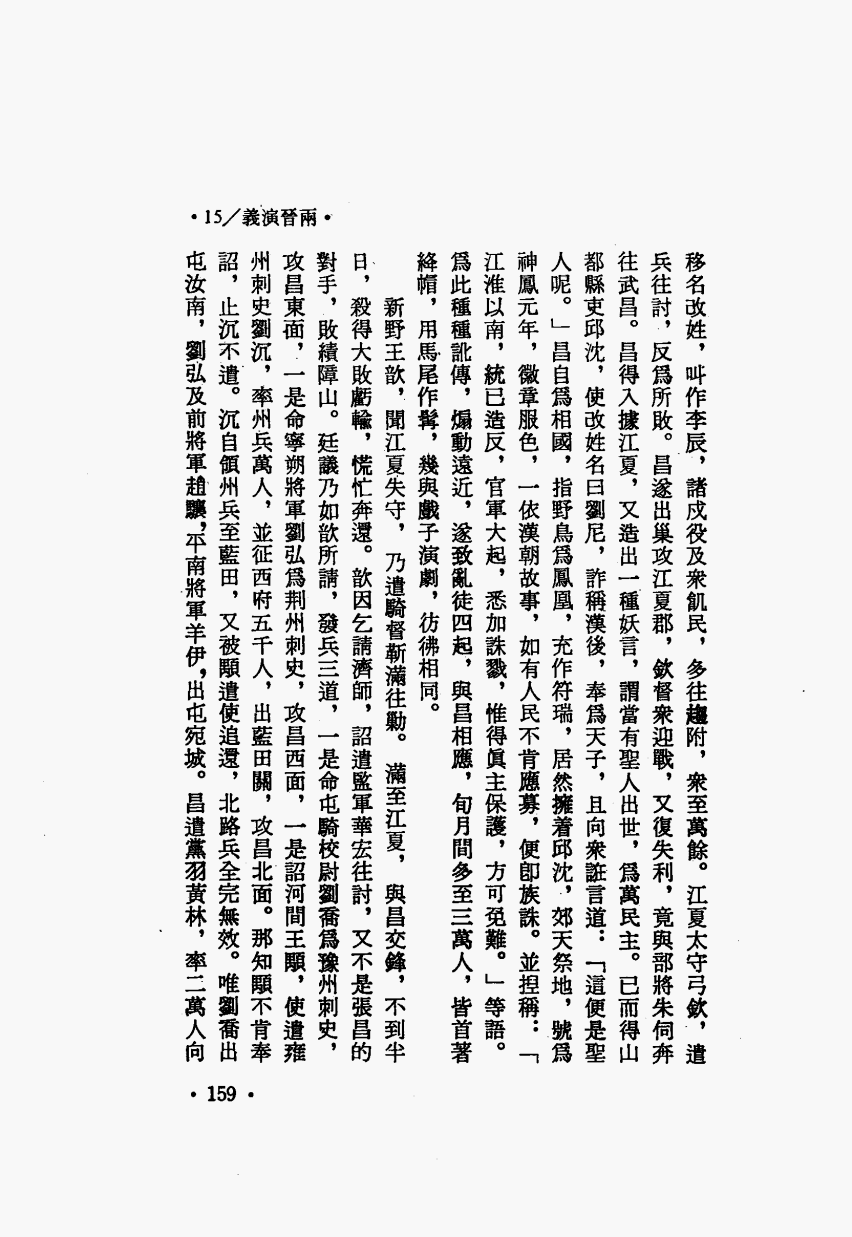 ·15/義演晉兩·
移名改姓，叫作李辰，諸戍役及衆飢民，多往趨附，衆至萬餘。江夏太守弓欽，遣
兵往討，反爲所敗。昌遂出巢攻江夏郡，欽督衆迎戰，又復失利，竟與部將朱伺奔
往武昌。昌得入據江夏，又造出一種妖言，謂當有聖人出世，爲萬民主。已而得山
都縣吏邱沈，使改姓名曰劉尼，詐稱漢後，奉爲天子，且向衆誑言道：「這便是聖
人呢。」昌自爲相國，指野鳥爲鳳凰，充作符瑞，居然擁着邱沈，郊天祭地，號爲
神鳳元年，徽章服色，一依漢朝故事，如有人民不肯應募，便卽族誅。並揑稱：「
江淮以南，統已造反，官軍大起，悉加誅戮，惟得眞主保護，方可免難。」等語。
爲此種種訛傳，煽動遠近，遂致亂徒四起，與昌相應，旬月間多至三萬人，皆首著
絳帽，用馬尾作髯，幾與戲子演劇，彷彿相同。
新野王歆，聞江夏失守，乃遣騎督靳滿往勦。滿至江夏，與昌交鋒，不到半
日，殺得大敗虧輸，慌忙奔還。歆因乞請濟師，詔遣監軍華宏往討，又不是張昌的
對手，敗績障山。廷議乃如歆所請，發兵三道，一是命屯騎校尉劉喬爲豫州刺史，
攻昌東面，一是命寧朔將軍劉弘爲荆州刺史，攻昌西面，一是詔河間王顒，使遣雍
州刺史劉沉，率州兵萬人，並征西府五千人，出藍田關，攻昌北面。那知顒不肯奉
詔，止沉不遣。沉自領州兵至藍田，又被顒遣使追還，北路兵全完無效。唯劉喬出
屯汝南，劉弘及前將軍趙驤，平南將軍羊伊，出屯宛城。昌遣黨羽黃林，率二萬人向
·159·